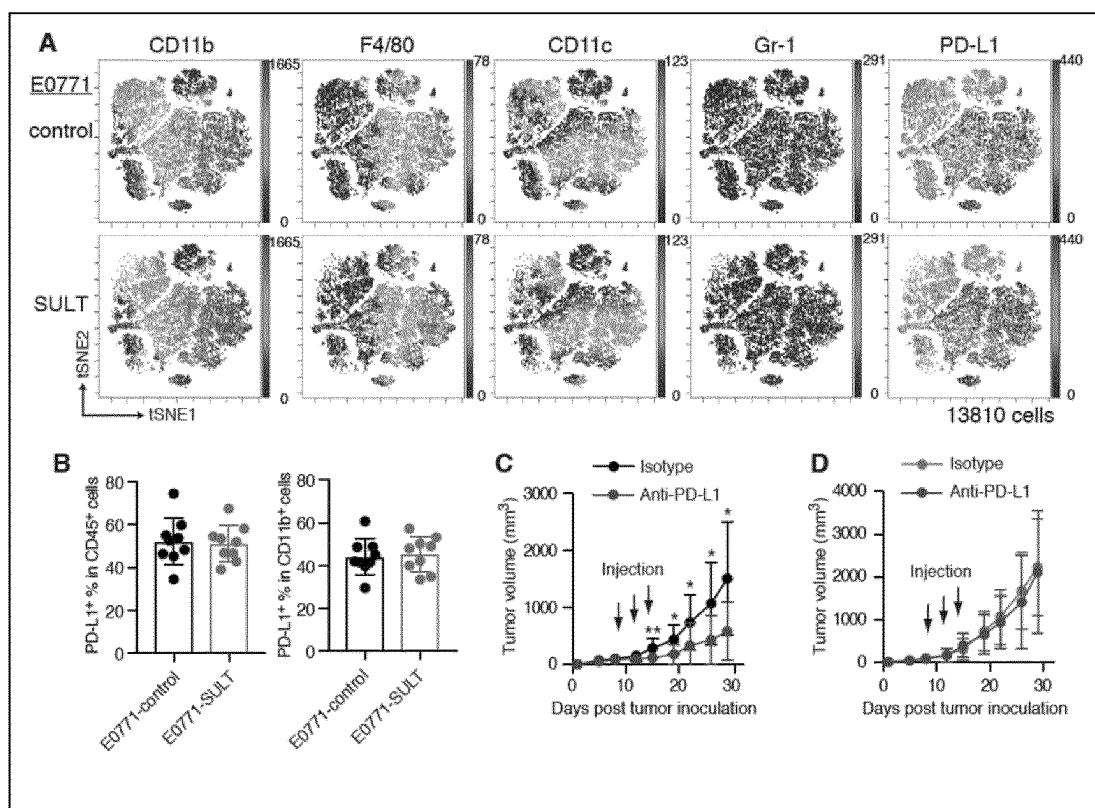 A
CD11b
F4/80
CD11c
Gr-1
PD-L1
E0771
control
1665
78
123
291
440
0
0
0
0
0
SULT
1665
78
123
291
440
0
0
0
0
0
tSNE2
tSNE1
13810 cells
B
PD-L1+ % in CD45+ cells
80
60
40
20
0
E0771-control
E0771-SULT
PD-L1+ % in CD11b+ cells
80
60
40
20
0
E0771-control
E0771-SULT
C
Isotype
Anti-PD-L1
Tumor volume (mm³)
3000
2000
1000
0
Injection
**
*
*
*
*
0 10 20 30
Days post tumor inoculation
D
Isotype
Anti-PD-L1
Tumor volume (mm³)
4000
3000
2000
1000
0
Injection
0 10 20 30
Days post tumor inoculation